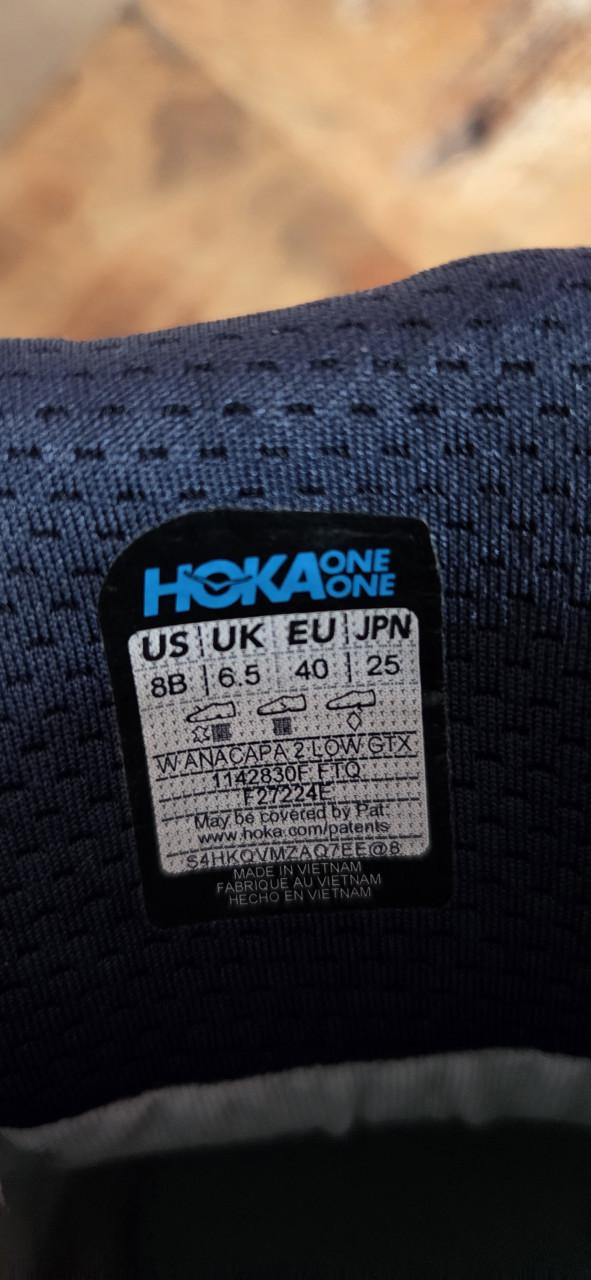 HOKA ONE ONE
US UK EU JPN
8B 6.5 40 25
W ANACAPA 2 LOW GTX
1142830F FTQ
F27224E
May be covered by Pat.
www.hoka.com/patents
S4HKQVMZAQ7EE@8
MADE IN VIETNAM
FABRIQUE AU VIETNAM
HECHO EN VIETNAM